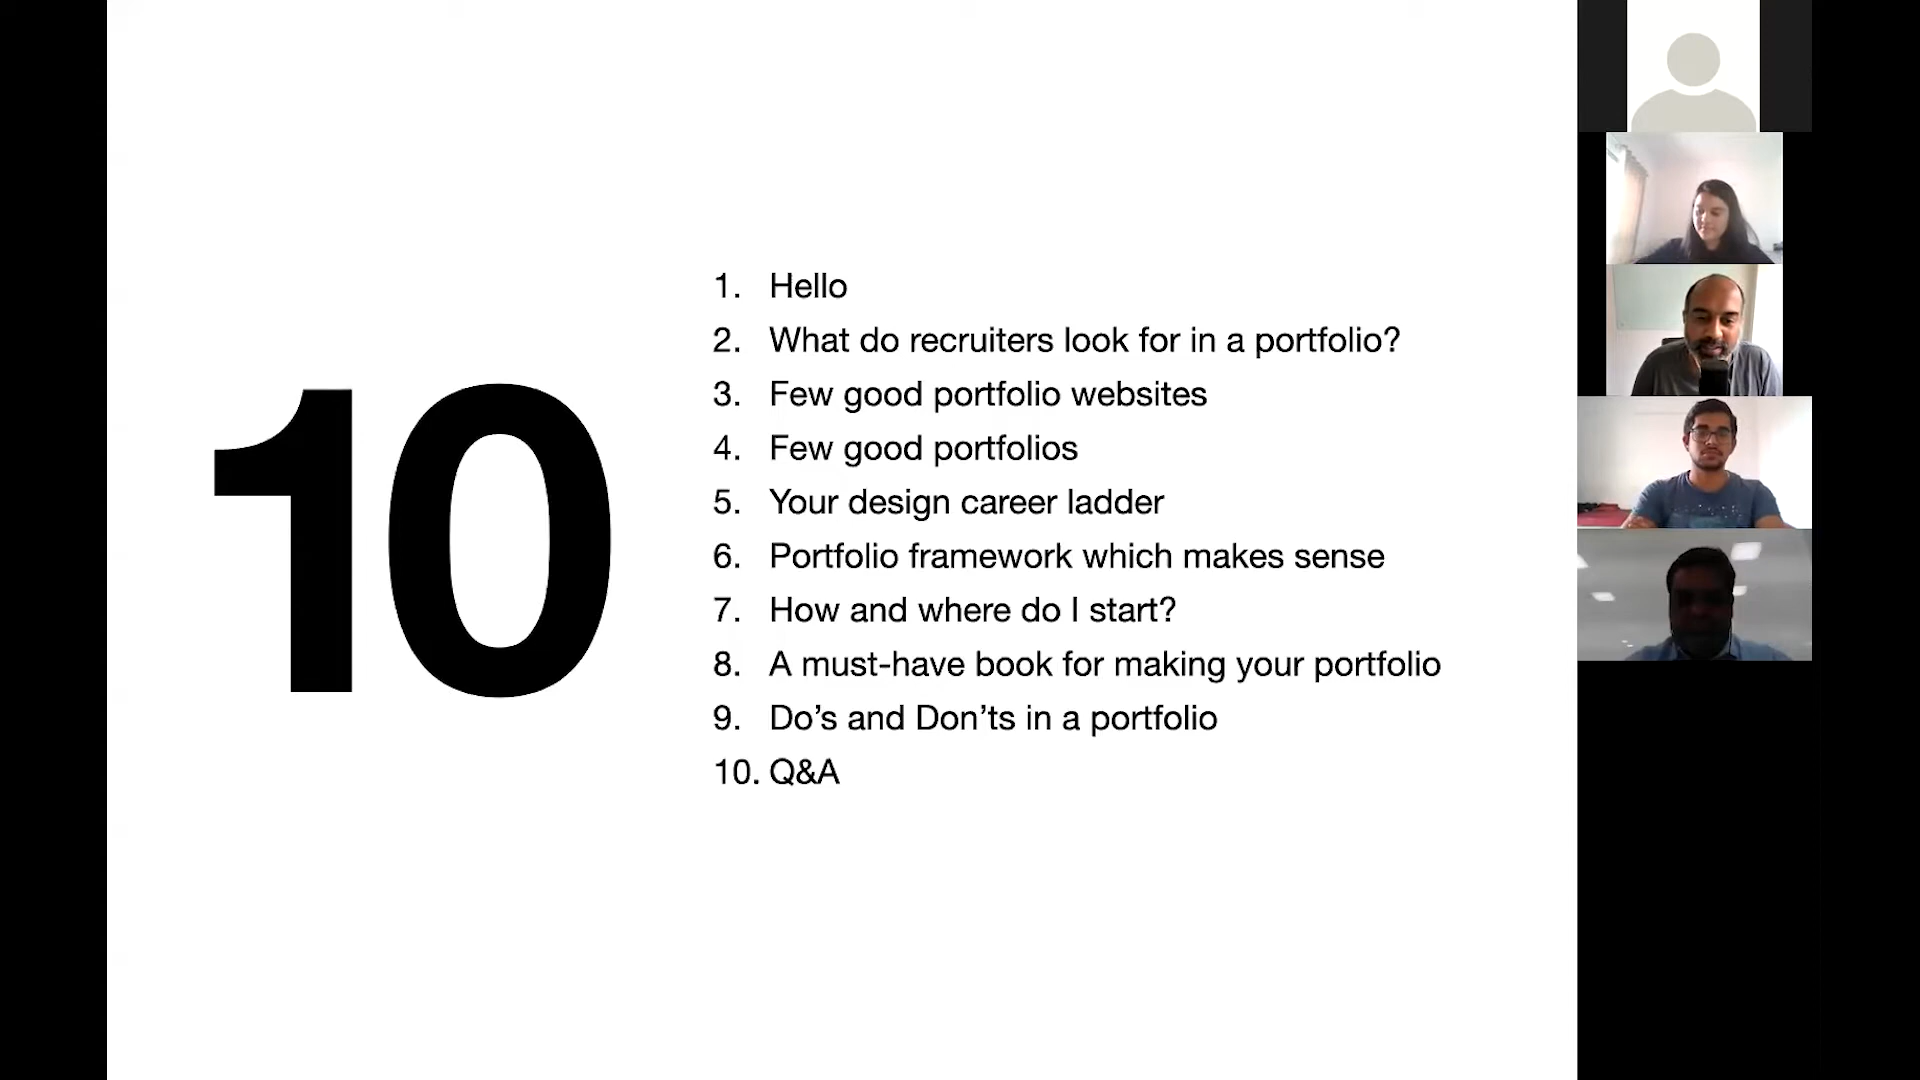 10
1. Hello
2. What do recruiters look for in a portfolio?
3. Few good portfolio websites
4. Few good portfolios
5. Your design career ladder
6. Portfolio framework which makes sense
7. How and where do I start?
8. A must-have book for making your portfolio
9. Do’s and Don’ts in a portfolio
10. Q&A